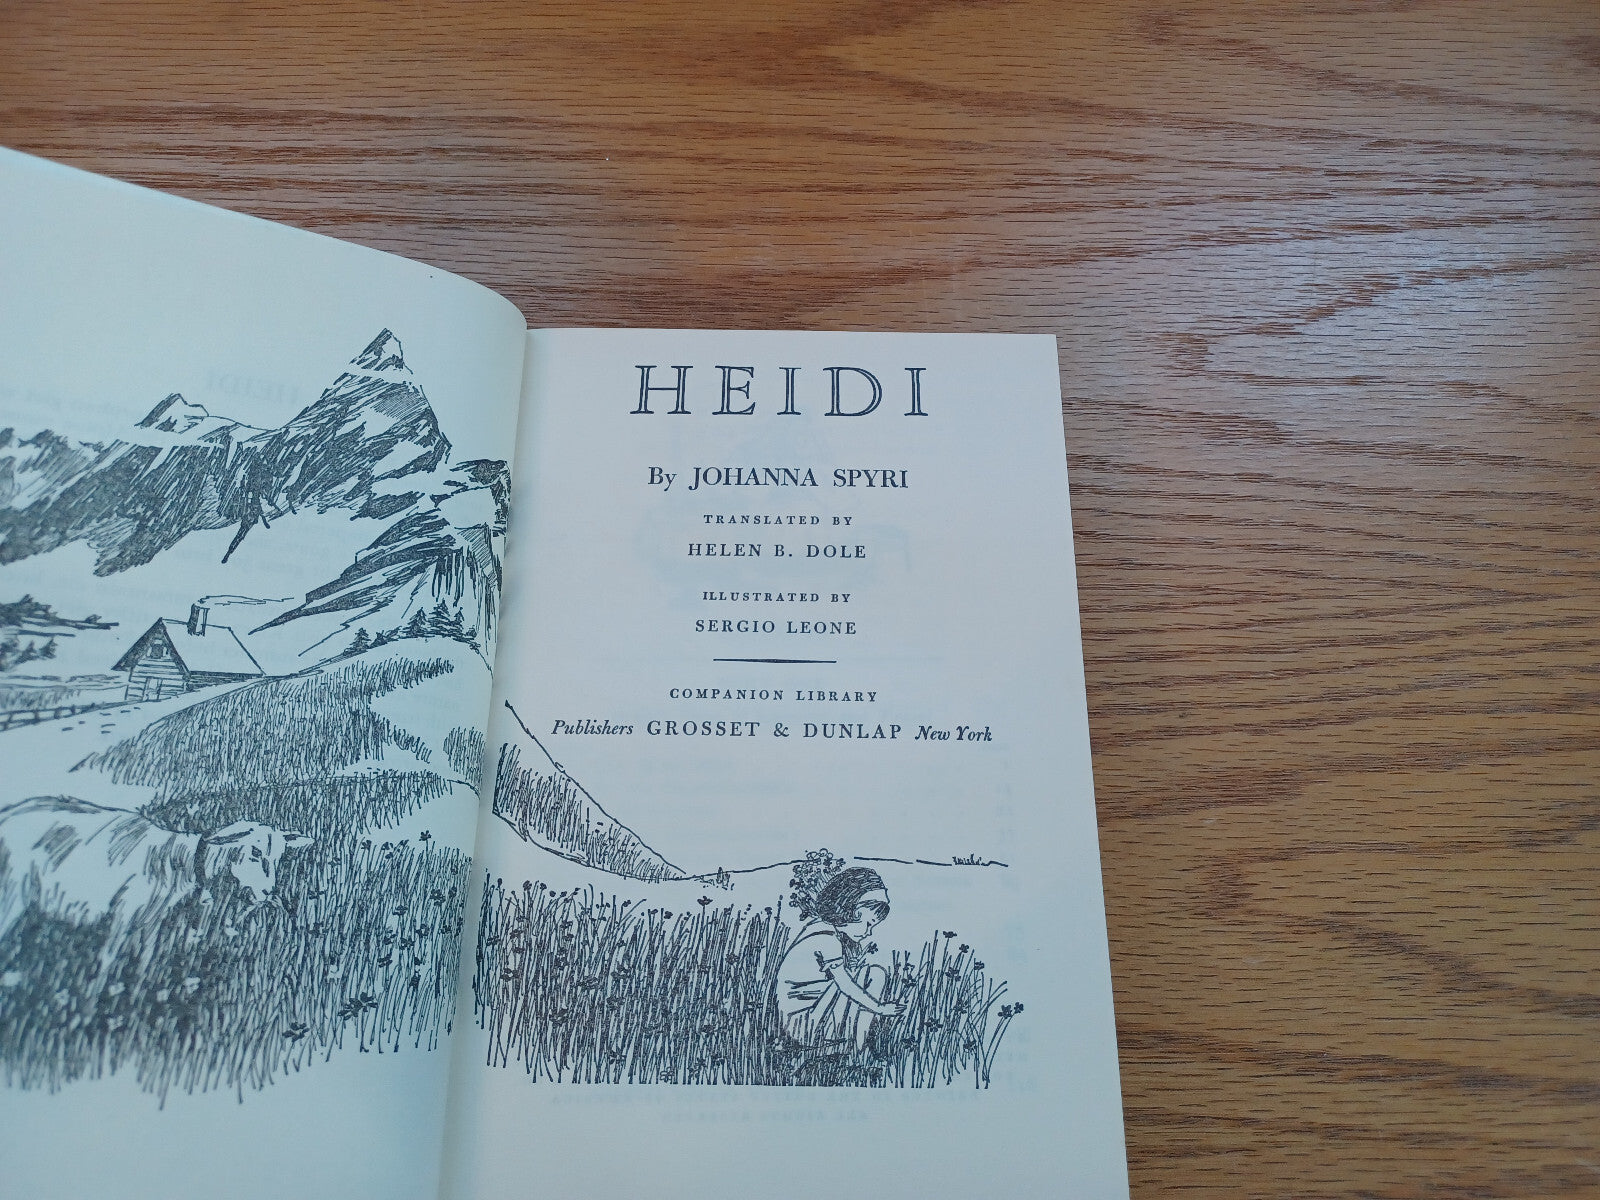 HEIDI
By JOHANNA SPYRI
TRANSLATED BY
HELEN B. DOLE
ILLUSTRATED BY
SERGIO LEONE
COMPANION LIBRARY
Publishers GROSSET & DUNLAP New York